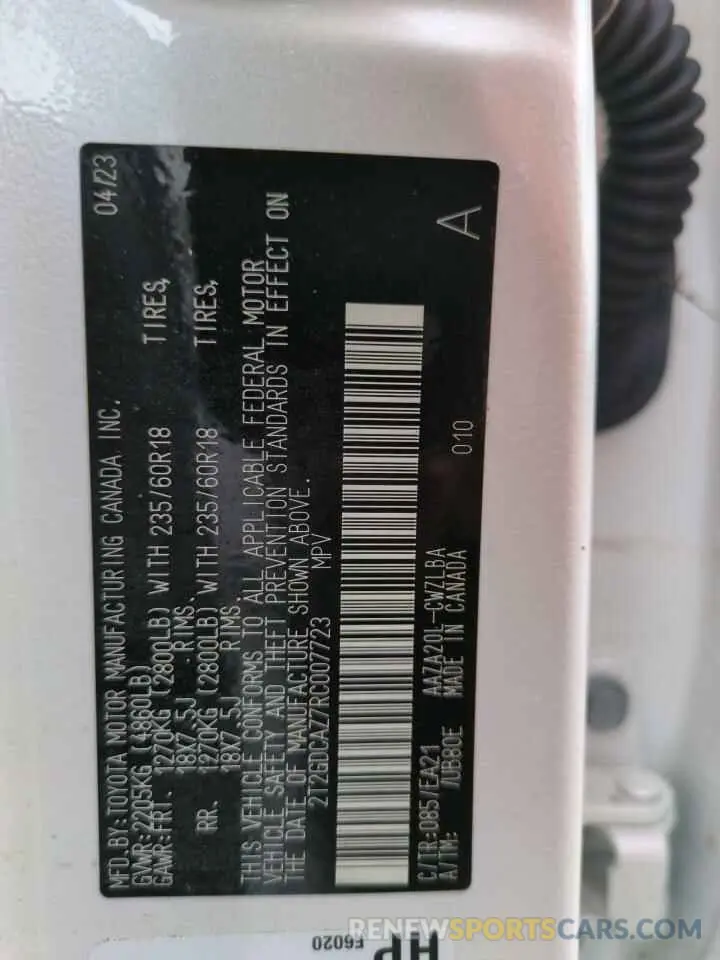 MFD.BY:TOYOTA MOTOR MANUFACTURING CANADA INC. 04/23
GVWR:2205KG (4860LB)
GAWR:FRT. 1270KG (2800LB) WITH 235/60R18 TIRES,
18X7.5J RIMS.
RR. 1270KG (2800LB) WITH 235/60R18 TIRES,
18X7.5J RIMS.
THIS VEHICLE CONFORMS TO ALL APPLICABLE FEDERAL MOTOR
VEHICLE SAFETY AND THEFT PREVENTION STANDARDS IN EFFECT ON
THE DATE OF MANUFACTURE SHOWN ABOVE.
2T2GDCAZ7RC007723 MPV
C/TR:0857EA21 AAZA20L-CWZLBA 010 A
A/TM: /UB80E MADE IN CANADA
HP
F6020
RENEWSPORTSCARS.COM